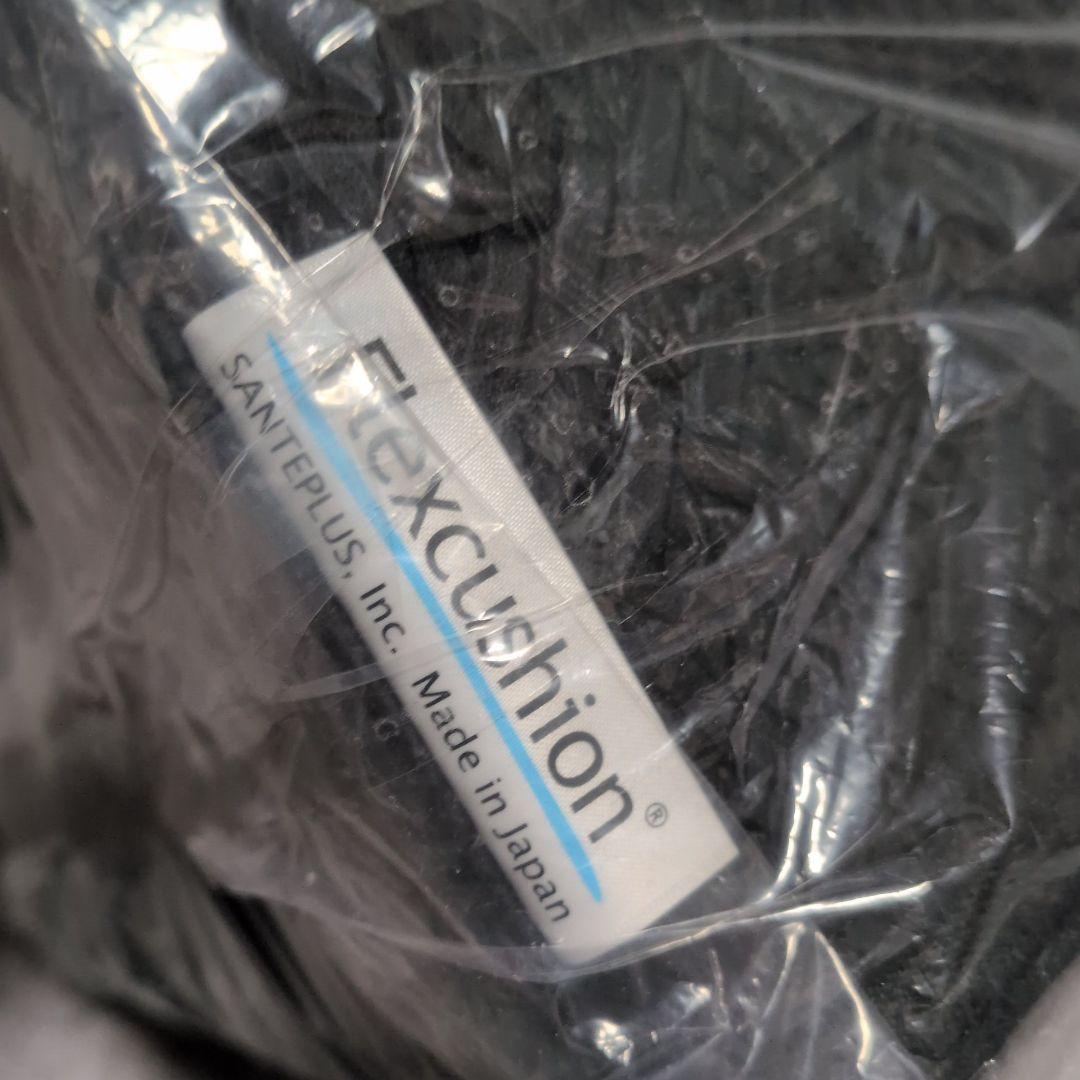 Flexcushion®
SANTEPLUS, Inc. Made in Japan